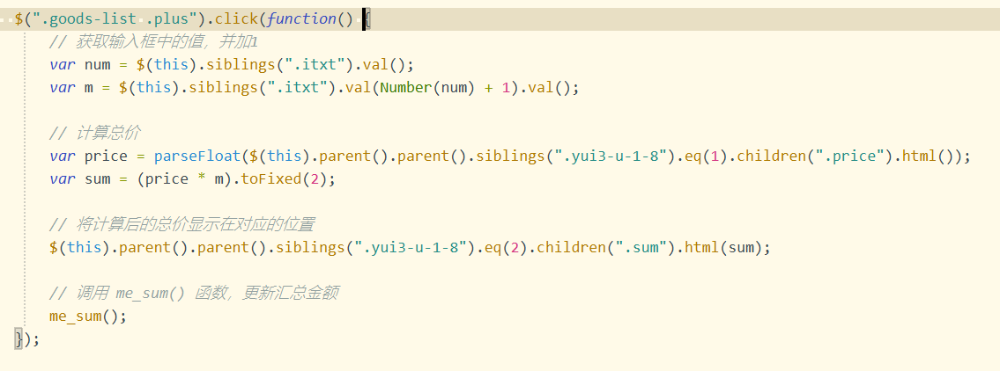 $(".goods-list .plus").click(function() {
// 获取输入框中的值，并加1
var num = $(this).siblings(".itxt").val();
var m = $(this).siblings(".itxt").val(Number(num) + 1).val();
// 计算总价
var price = parseFloat($(this).parent().parent().siblings(".yui3-u-1-8").eq(1).children(".price").html());
var sum = (price * m).toFixed(2);
// 将计算后的总价显示在对应的位置
$(this).parent().parent().siblings(".yui3-u-1-8").eq(2).children(".sum").html(sum);
// 调用 me_sum() 函数，更新汇总金额
me_sum();
});